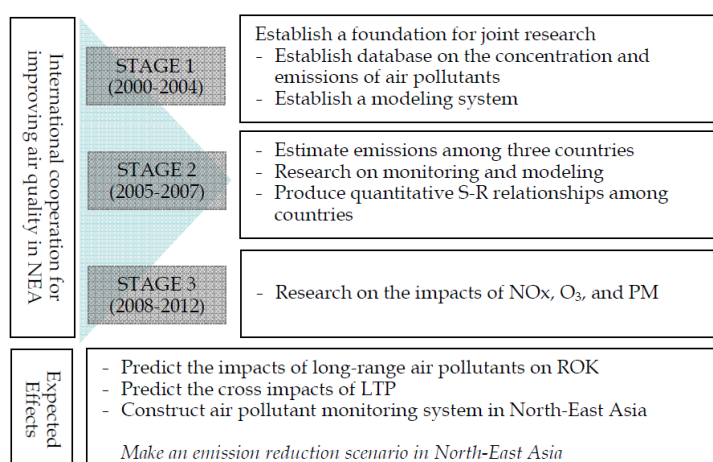 International cooperation for
improving air quality in NEA
STAGE 1
(2000-2004)
Establish a foundation for joint research
- Establish database on the concentration and
emissions of air pollutants
- Establish a modeling system
STAGE 2
(2005-2007)
- Estimate emissions among three countries
- Research on monitoring and modeling
- Produce quantitative S-R relationships among
countries
STAGE 3
(2008-2012)
- Research on the impacts of NOx, O₃, and PM
Expected
Effects
- Predict the impacts of long-range air pollutants on ROK
- Predict the cross impacts of LTP
- Construct air pollutant monitoring system in North-East Asia
Make an emission reduction scenario in North-East Asia